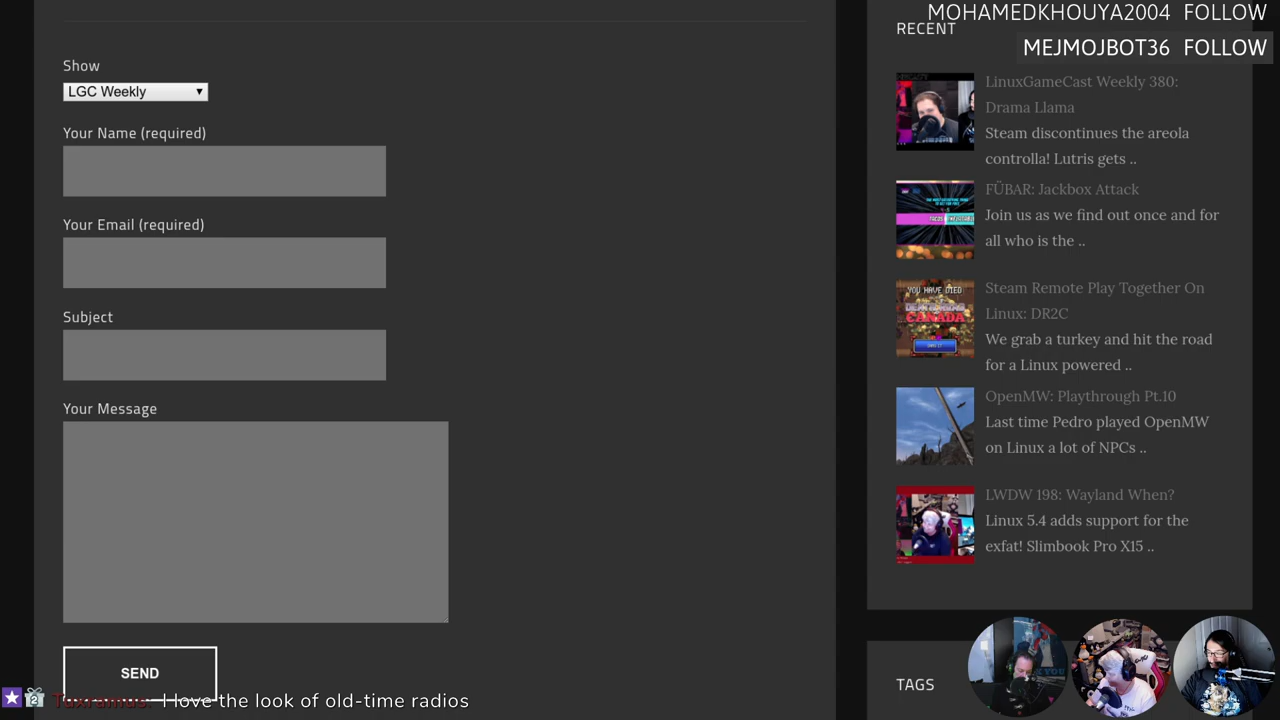 MOHAMEDKHOUYA2004 FOLLOW
MEJMOJBOT36 FOLLOW
Show
LGC Weekly
Your Name (required)
Your Email (required)
Subject
Your Message
SEND
Tuxramus: I love the look of old-time radios
RECENT
LinuxGameCast Weekly 380:
Drama Llama
Steam discontinues the areola
controlla! Lutris gets ..
FÜBAR: Jackbox Attack
Join us as we find out once and for
all who is the ..
YOU HAVE DIED
CANADA
Steam Remote Play Together On
Linux: DR2C
We grab a turkey and hit the road
for a Linux powered ..
OpenMW: Playthrough Pt.10
Last time Pedro played OpenMW
on Linux a lot of NPCs ..
LWDW 198: Wayland When?
Linux 5.4 adds support for the
exfat! Slimbook Pro X15 ..
TAGS